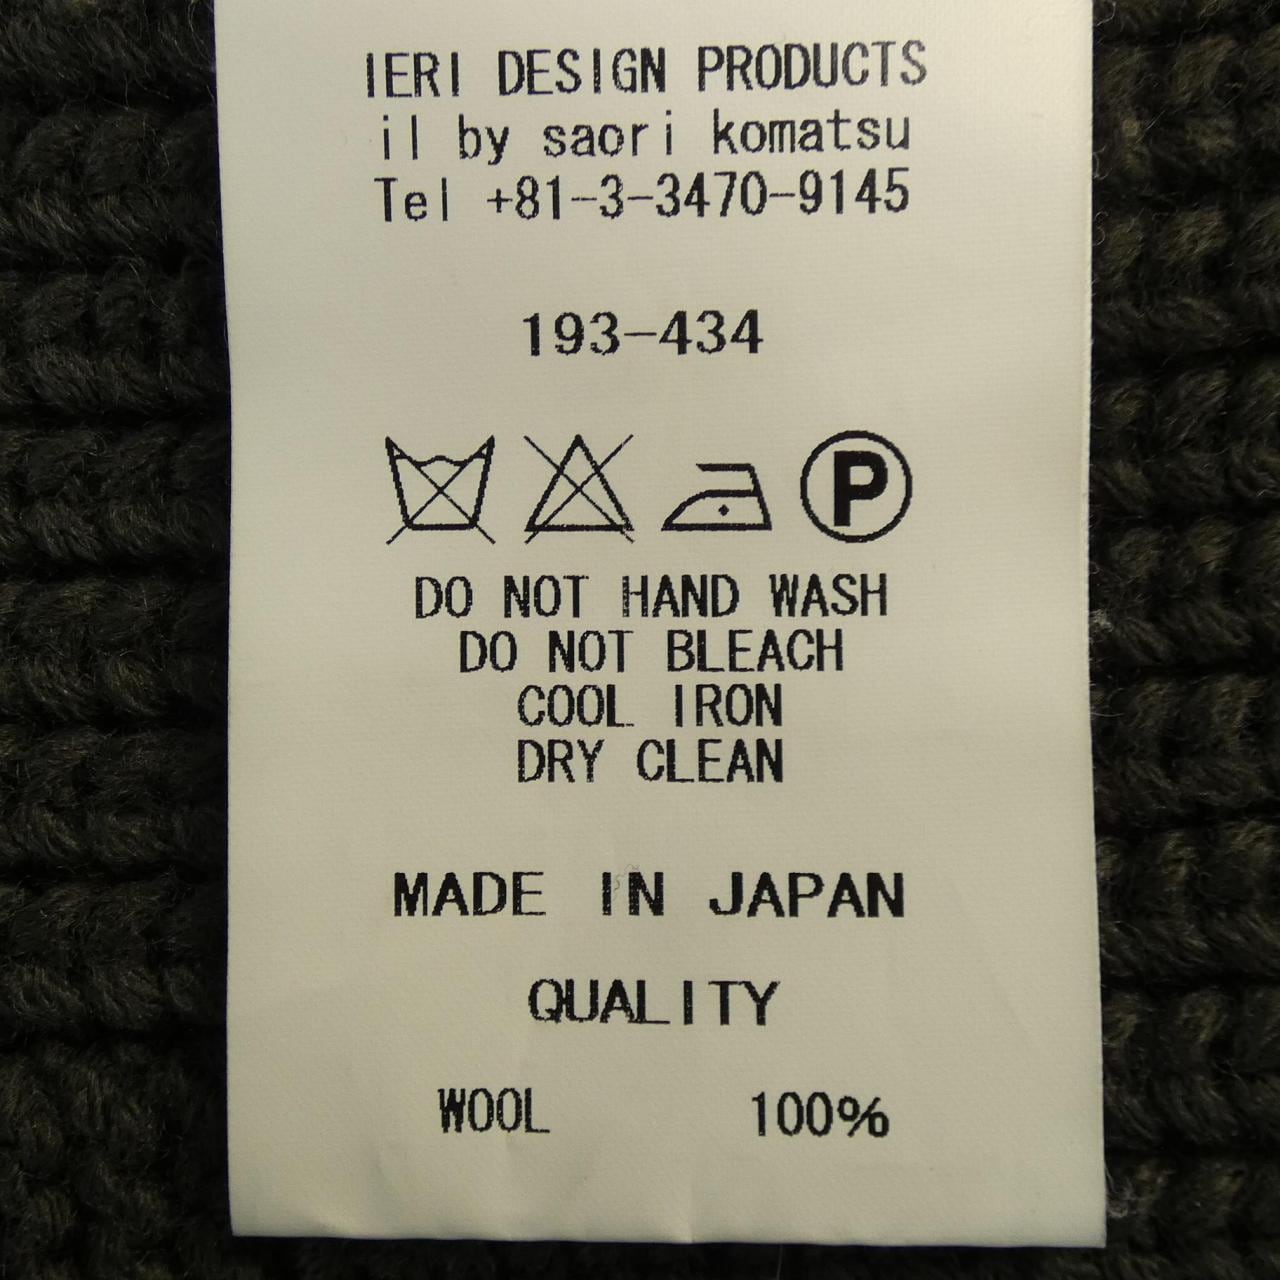 IERI DESIGN PRODUCTS
il by saori komatsu
Tel +81-3-3470-9145
193-434
P
DO NOT HAND WASH
DO NOT BLEACH
COOL IRON
DRY CLEAN
MADE IN JAPAN
QUALITY
WOOL 100%